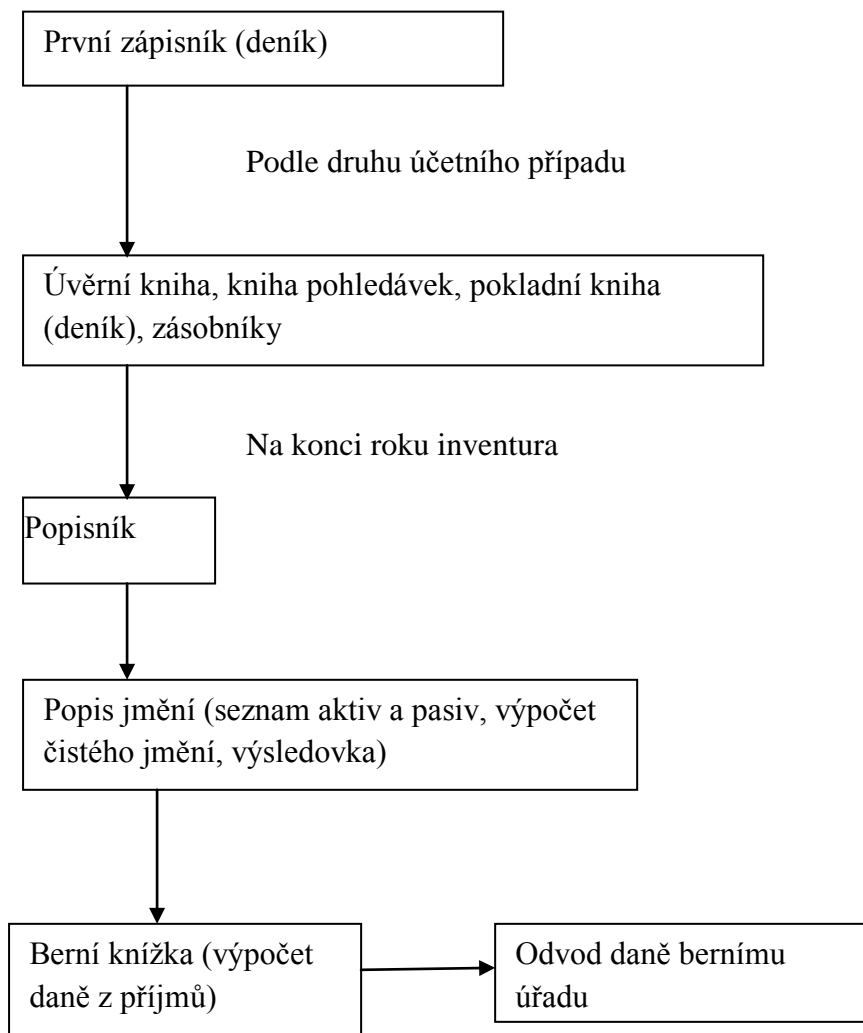 První zápisník (deník)
Podle druhu účetního případu
Úvěrní kniha, kniha pohledávek, pokladní kniha
(deník), zásobníky
Na konci roku inventura
Popisník
Popis jmění (seznam aktiv a pasiv, výpočet
čistého jmění, výsledovka)
Berní knížka (výpočet
daně z příjmů)
Odvod daně bernímu
úřadu